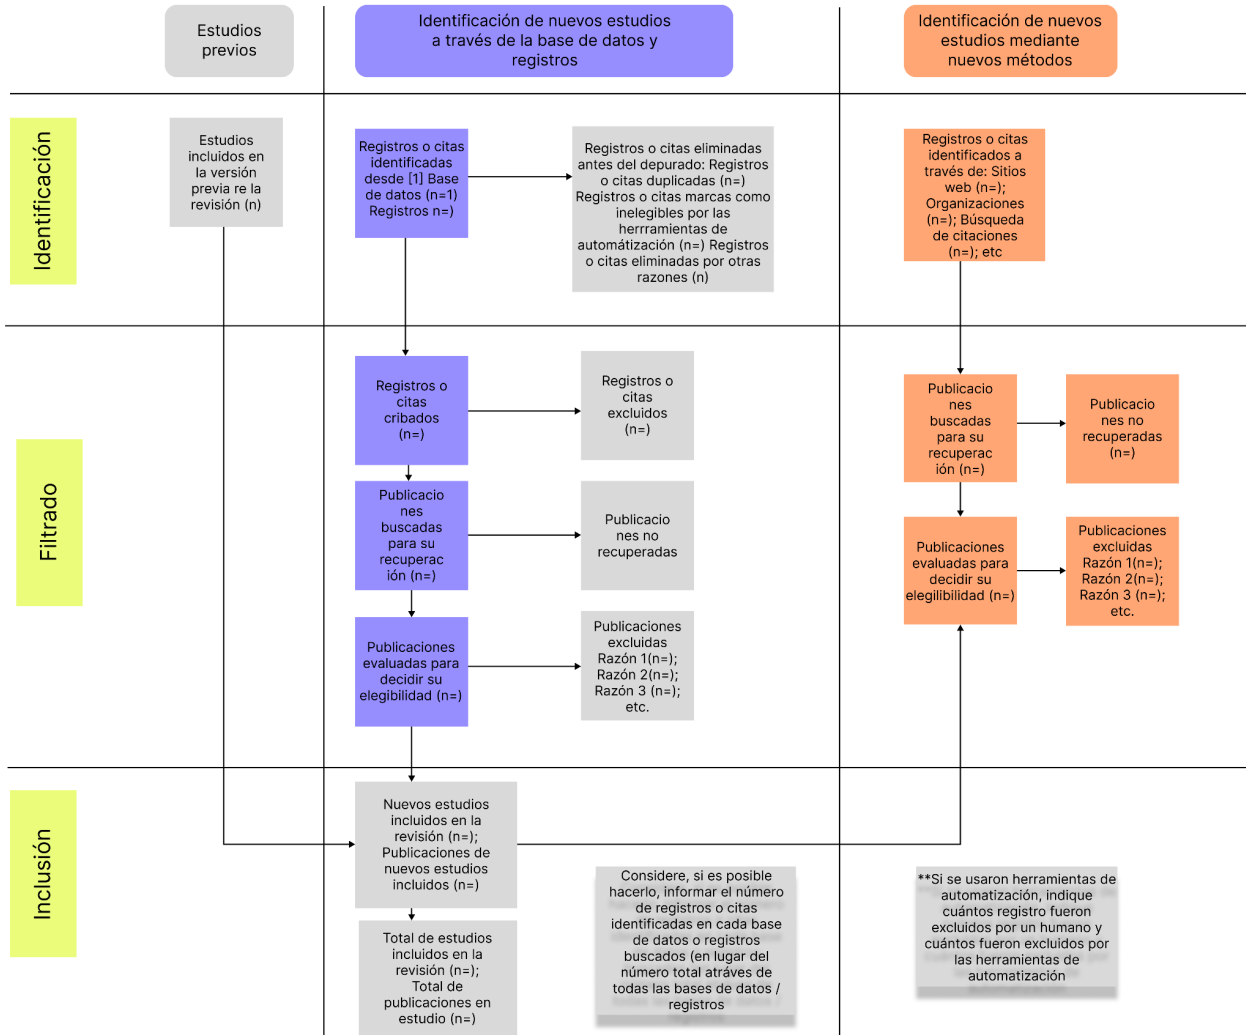 Estudios
previos
Identificación de nuevos estudios
a través de la base de datos y
registros
Identificación de nuevos
estudios mediante
nuevos métodos
Identificación
Estudios
incluidos en
la versión
previa re la
revisión (n)
Registros o citas
identificadas
desde [1] Base
de datos (n=1)
Registros n=)
Registros o citas eliminadas
antes del depurado: Registros
o citas duplicadas (n=)
Registros o citas marcas como
inelegibles por las
herrramientas de
automátización (n=) Registros
o citas eliminadas por otras
razones (n)
Registros o citas
identificados a
través de: Sitios
web (n=);
Organizaciones
(n=); Búsqueda
de citaciones
(n=); etc
Filtrado
Registros o
citas
cribados
(n=)
Registros o
citas
excluidos
(n=)
Publicacio
nes
buscadas
para su
recuperac
ión (n=)
Publicacio
nes no
recuperadas
Publicaciones
evaluadas para
decidir su
elegibilidad (n=)
Publicaciones
excluidas
Razón 1(n=);
Razón 2(n=);
Razón 3 (n=);
etc.
Publicacio
nes
buscadas
para su
recuperac
ión (n=)
Publicacio
nes no
recuperadas
(n=)
Publicaciones
evaluadas para
decidir su
elegilibidad (n=)
Publicaciones
excluidas
Razón 1(n=);
Razón 2(n=);
Razón 3 (n=);
etc.
Inclusión
Nuevos estudios
incluidos en la
revisión (n=);
Publicaciones de
nuevos estudios
incluidos (n=)
Total de estudios
incluidos en la
revisión (n=);
Total de
publicaciones en
estudio (n=)
Considere, si es posible
hacerlo, informar el número
de registros o citas
identificadas en cada base
de datos o registros
buscados (en lugar del
número total atráves de
todas las bases de datos /
registros
**Si se usaron herramientas de
automatización, indique
cuántos registro fueron
excluidos por un humano y
cuántos fueron excluidos por
las herramientas de
automatización